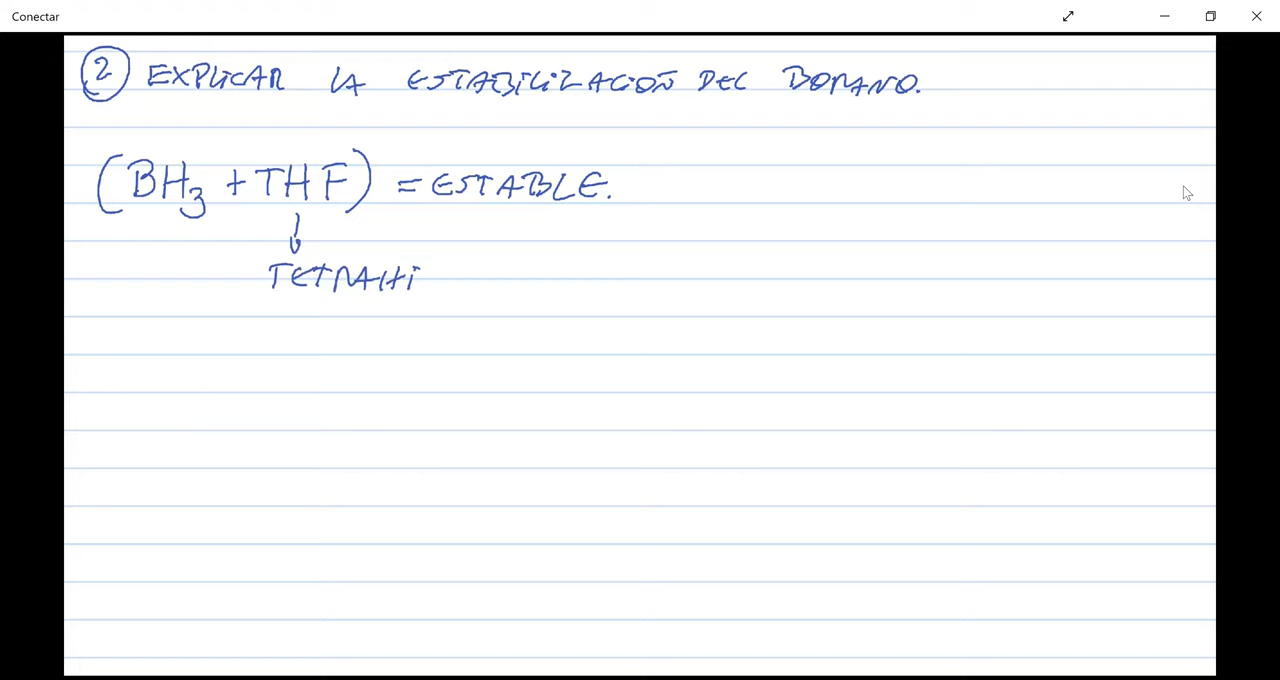 Conectar
2 EXPLICAR LA ESTABILIZACION DEL BORANO.
(BH₃ + THF) = ESTABLE.
TETRAHI